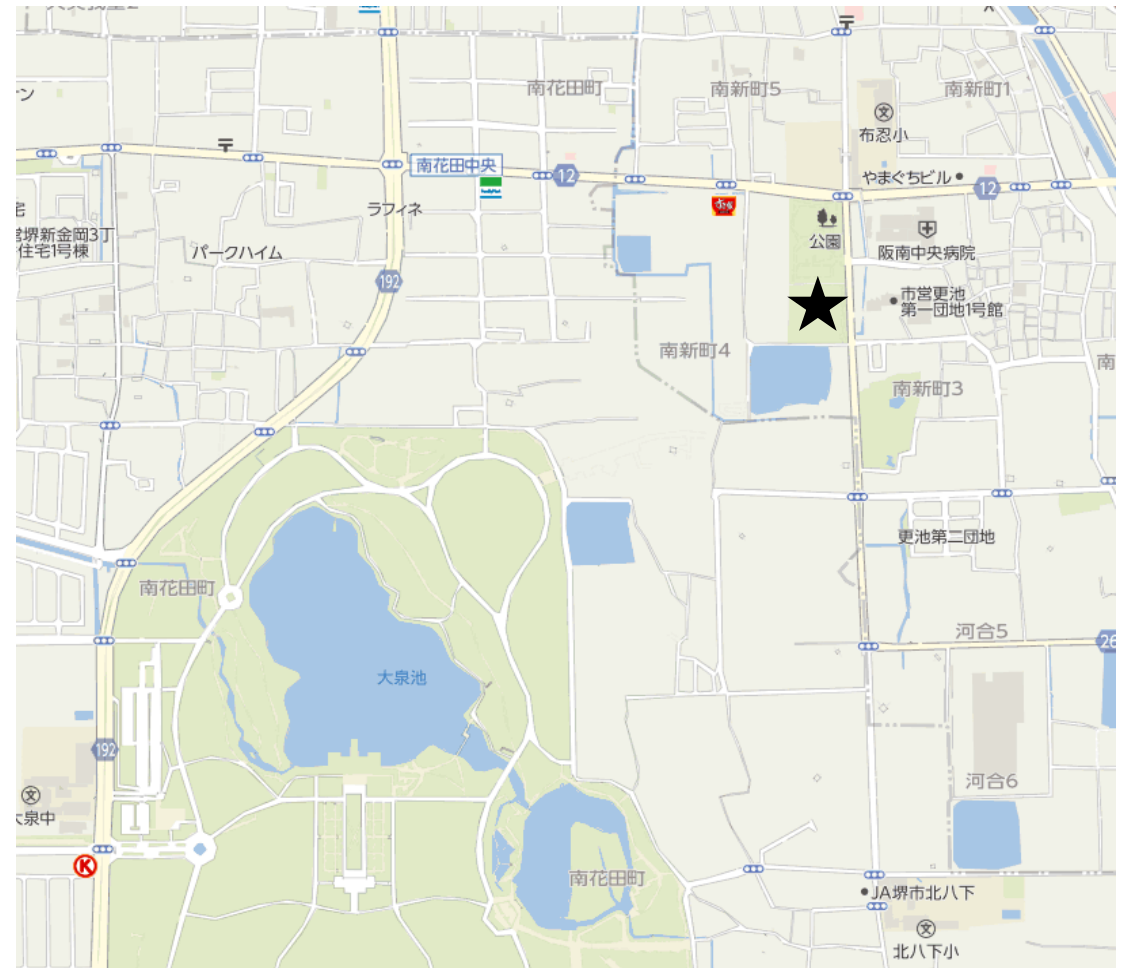 南花田町
南新町5
南新町1
布忍小
南花田中央
12
やまぐちビル
12
FamilyMart
すき家
ラフィネ
公園
営堺新金岡3丁
住宅1号棟
パークハイム
阪南中央病院
192
市営更池
第一団地1号館
南新町4
南新町3
更池第二団地
南花田町
河合5
26
大泉池
192
河合6
大泉中
K
南花田町
JA堺市北八下
北八下小